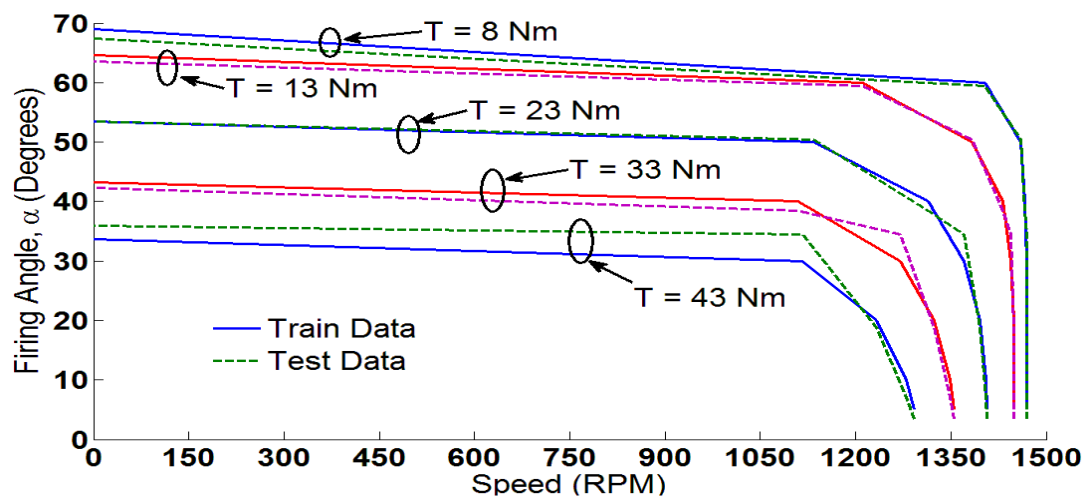 Firing Angle, α (Degrees)
70
60
50
40
30
20
10
0
T = 8 Nm
T = 13 Nm
T = 23 Nm
T = 33 Nm
T = 43 Nm
Train Data
Test Data
0 150 300 450 600 750 900 1050 1200 1350 1500
Speed (RPM)